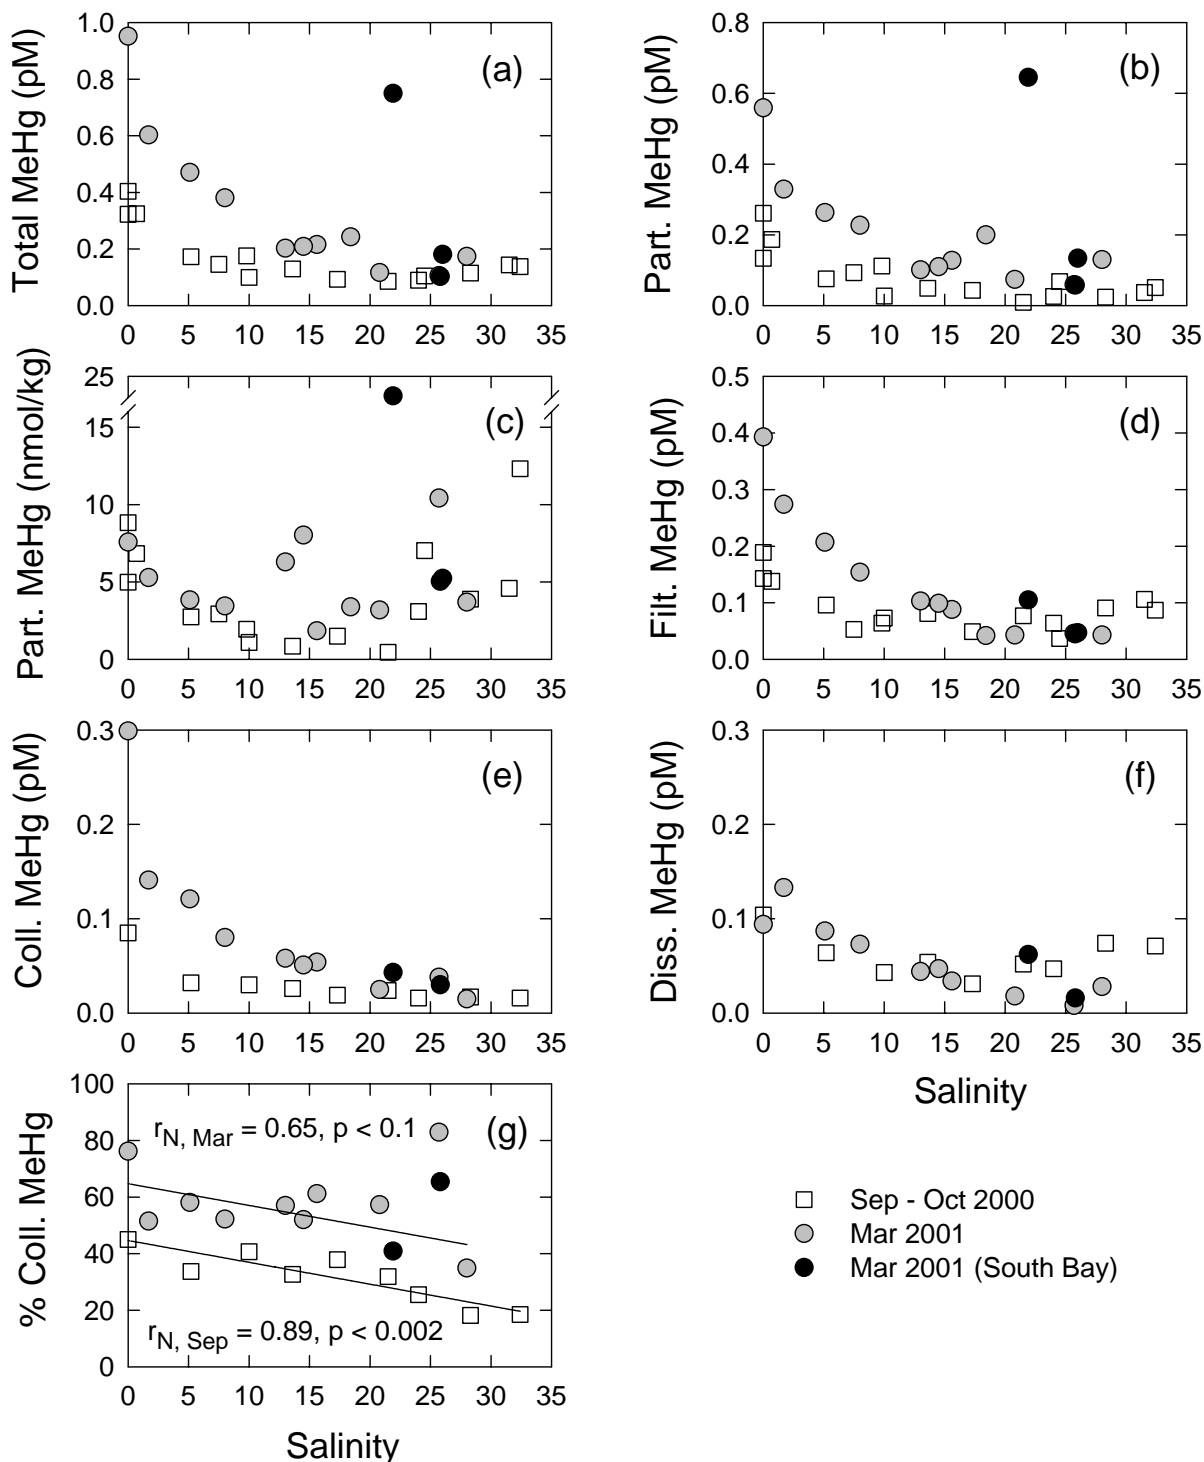 Total MeHg (pM)
1.0
0.8
0.6
0.4
0.2
0.0
(a)
0 5 10 15 20 25 30 35
Part. MeHg (pM)
0.8
0.6
0.4
0.2
0.0
(b)
0 5 10 15 20 25 30 35
Part. MeHg (nmol/kg)
25
15
10
5
0
(c)
0 5 10 15 20 25 30 35
Filt. MeHg (pM)
0.5
0.4
0.3
0.2
0.1
0.0
(d)
0 5 10 15 20 25 30 35
Coll. MeHg (pM)
0.3
0.2
0.1
0.0
(e)
0 5 10 15 20 25 30 35
Diss. MeHg (pM)
0.3
0.2
0.1
0.0
(f)
0 5 10 15 20 25 30 35
Salinity
% Coll. MeHg
100
80
60
40
20
0
(g)
rN, Mar = 0.65, p < 0.1
rN, Sep = 0.89, p < 0.002
0 5 10 15 20 25 30 35
Salinity
Sep - Oct 2000
Mar 2001
Mar 2001 (South Bay)